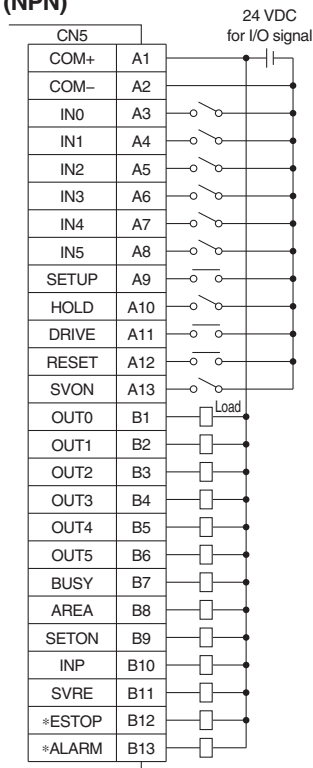 (NPN)
24 VDC
for I/O signal
CN5
COM+ A1
COM− A2
IN0 A3
IN1 A4
IN2 A5
IN3 A6
IN4 A7
IN5 A8
SETUP A9
HOLD A10
DRIVE A11
RESET A12
SVON A13
OUT0 B1 Load
OUT1 B2
OUT2 B3
OUT3 B4
OUT4 B5
OUT5 B6
BUSY B7
AREA B8
SETON B9
INP B10
SVRE B11
∗ESTOP B12
∗ALARM B13